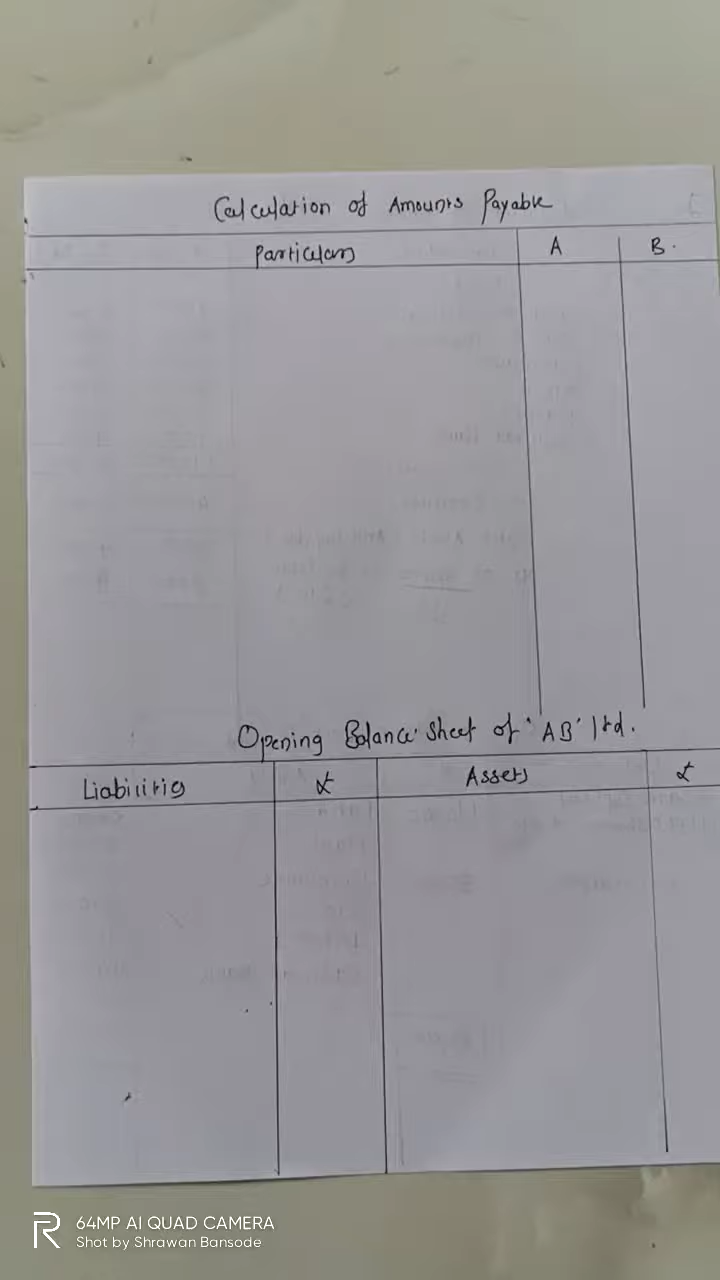 Calculation of Amounts Payable
Particulars A B.
Opening Balance Sheet of 'AB' ltd.
Liabilities ₤ Assets ₤
64MP AI QUAD CAMERA
Shot by Shrawan Bansode